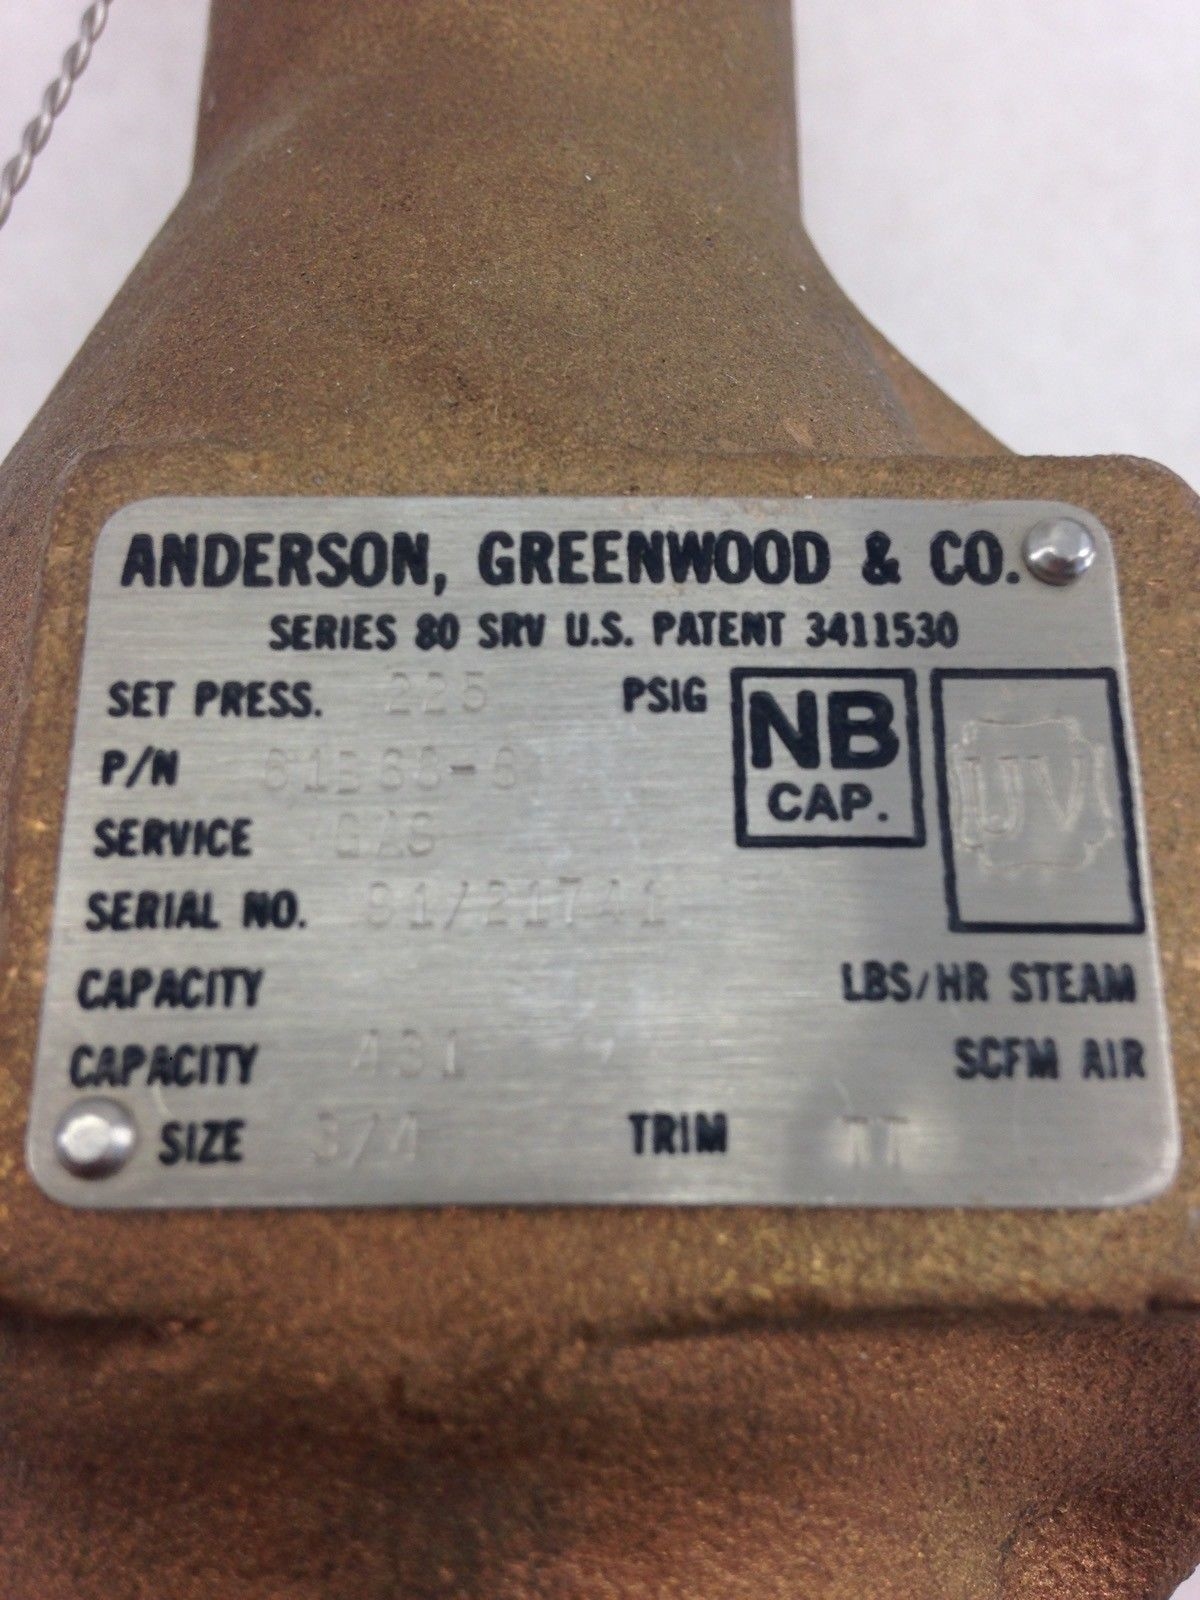 ANDERSON, GREENWOOD & CO.
SERIES 80 SRV U.S. PATENT 3411530
SET PRESS. 225 PSIG
NB
CAP.
UV
P/N
SERVICE GAS
SERIAL NO.
CAPACITY LBS/HR STEAM
CAPACITY 431 SCFM AIR
SIZE 3/4 TRIM